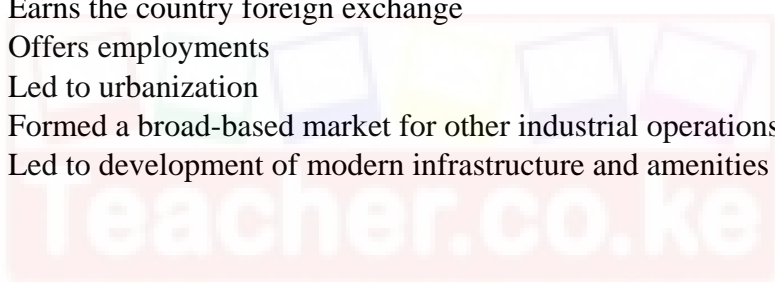 Earns the country foreign exchange
Offers employments
Led to urbanization
Formed a broad-based market for other industrial operations
Led to development of modern infrastructure and amenities
Teacher.co.ke